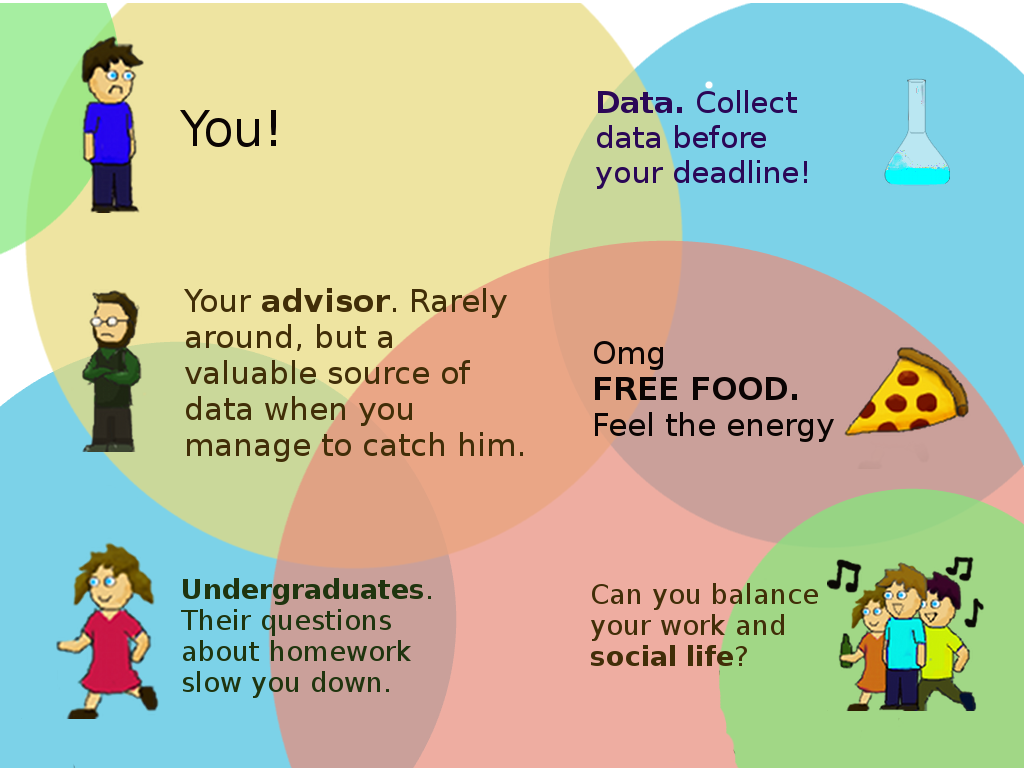 You!
Data. Collect
data before
your deadline!
Your advisor. Rarely
around, but a
valuable source of
data when you
manage to catch him.
Omg
FREE FOOD.
Feel the energy
Undergraduates.
Their questions
about homework
slow you down.
Can you balance
your work and
social life?